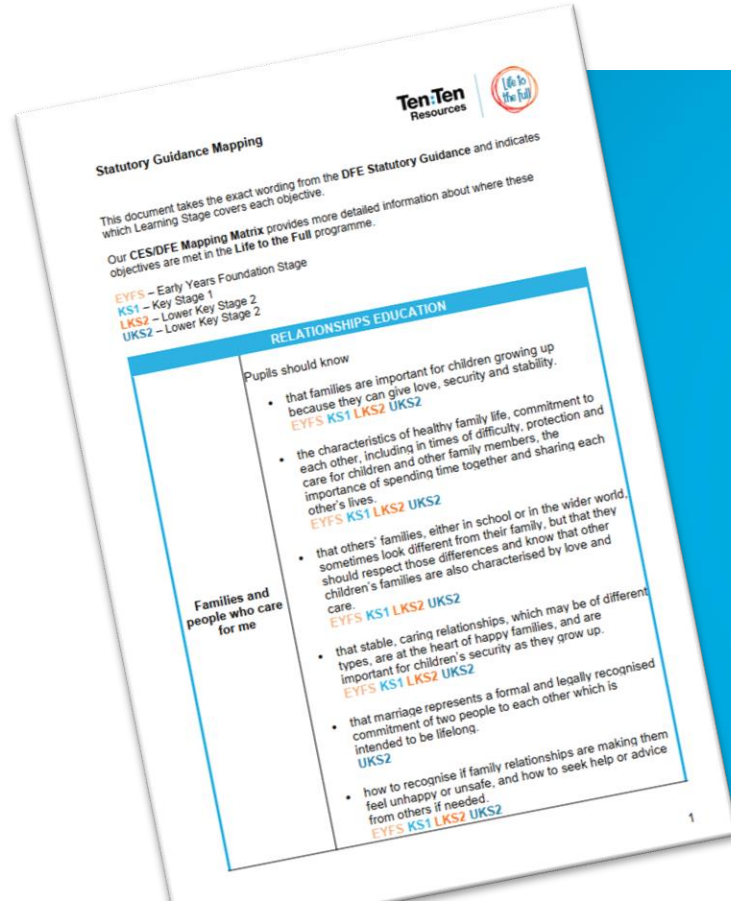 Ten:Ten
Resources
Life to
the full
Statutory Guidance Mapping
This document takes the exact wording from the DFE Statutory Guidance and indicates
which Learning Stage covers each objective.
Our CES/DFE Mapping Matrix provides more detailed information about where these
objectives are met in the Life to the Full programme.
EYFS – Early Years Foundation Stage
KS1 – Key Stage 1
LKS2 – Lower Key Stage 2
UKS2 – Lower Key Stage 2
RELATIONSHIPS EDUCATION
Families and
people who care
for me
Pupils should know
• that families are important for children growing up
because they can give love, security and stability.
EYFS KS1 LKS2 UKS2
• the characteristics of healthy family life, commitment to
each other, including in times of difficulty, protection and
care for children and other family members, the
importance of spending time together and sharing each
other's lives.
EYFS KS1 LKS2 UKS2
• that others' families, either in school or in the wider world,
sometimes look different from their family, but that they
should respect those differences and know that other
children's families are also characterised by love and
care.
EYFS KS1 LKS2 UKS2
• that stable, caring relationships, which may be of different
types, are at the heart of happy families, and are
important for children's security as they grow up.
EYFS KS1 LKS2 UKS2
• that marriage represents a formal and legally recognised
commitment of two people to each other which is
intended to be lifelong.
UKS2
• how to recognise if family relationships are making them
feel unhappy or unsafe, and how to seek help or advice
from others if needed.
EYFS KS1 LKS2 UKS2
1